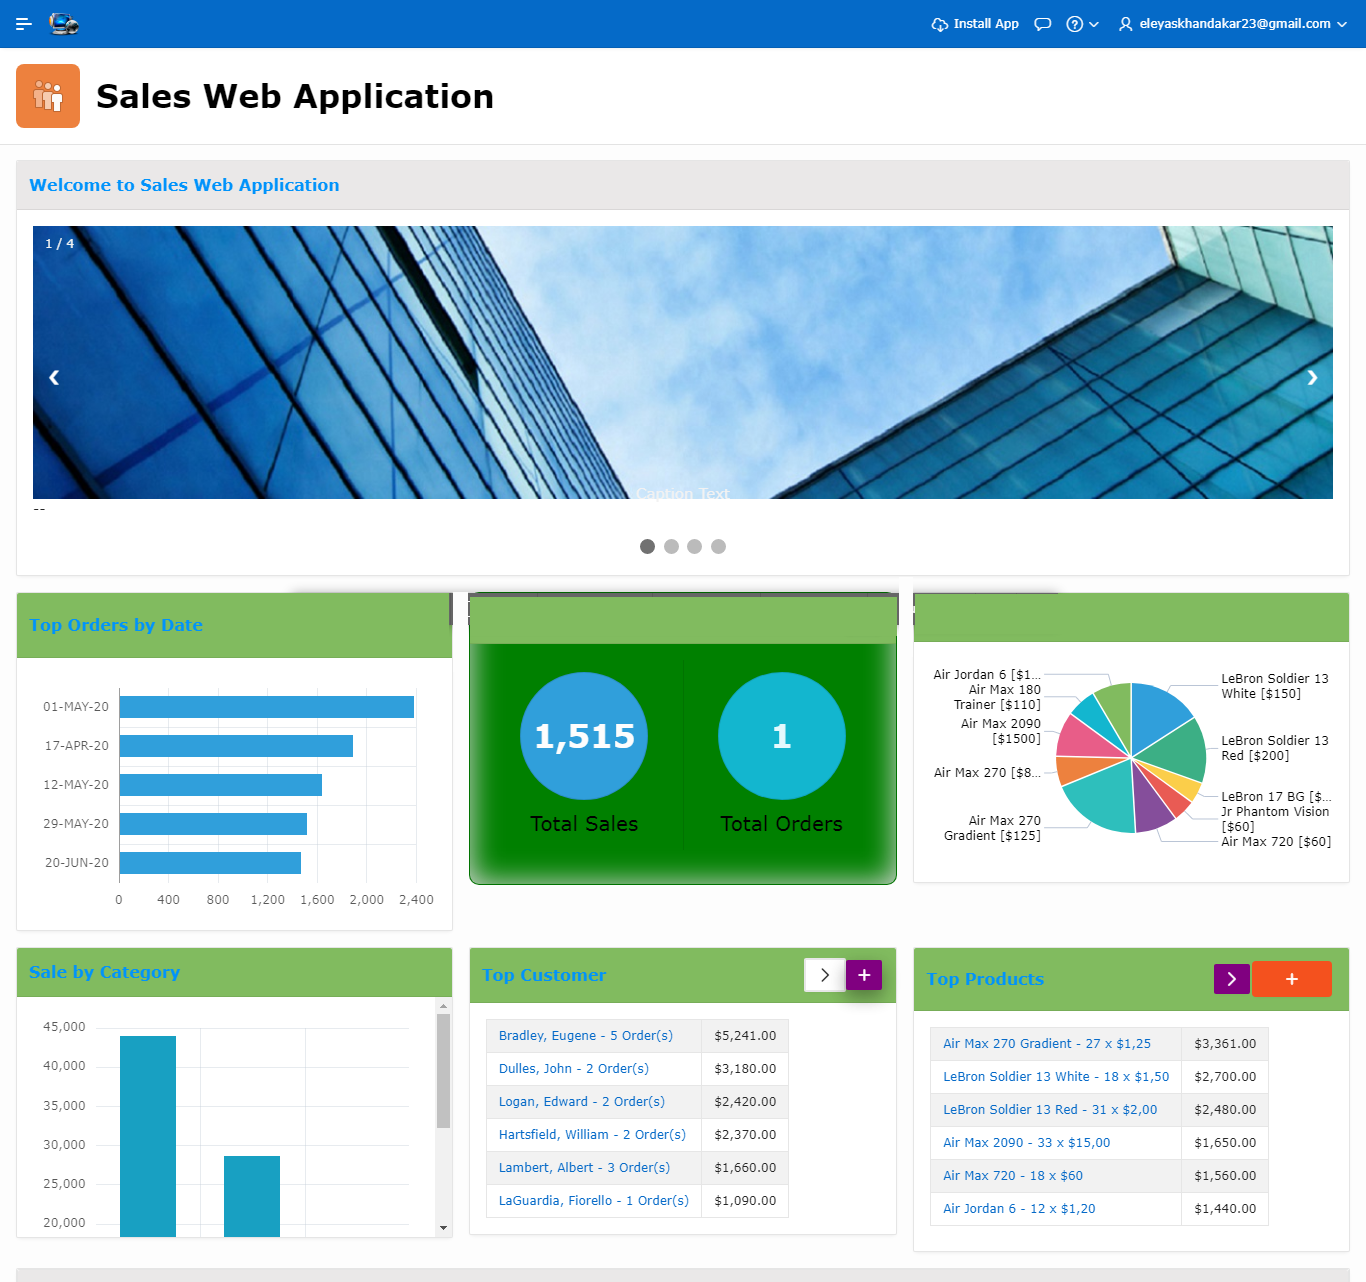 Install App
eleyaskhandakar23@gmail.com
Sales Web Application
Welcome to Sales Web Application
1 / 4
❮
❯
Caption Text
--
Top Orders by Date
01-MAY-20
17-APR-20
12-MAY-20
29-MAY-20
20-JUN-20
0 400 800 1,200 1,600 2,000 2,400
1,515
Total Sales
1
Total Orders
Air Jordan 6 [$1...
Air Max 180
Trainer [$110]
Air Max 2090
[$1500]
Air Max 270 [$8...
Air Max 270
Gradient [$125]
LeBron Soldier 13
White [$150]
LeBron Soldier 13
Red [$200]
LeBron 17 BG [$...
Jr Phantom Vision
[$60]
Air Max 720 [$60]
Sale by Category
45,000
40,000
35,000
30,000
25,000
20,000
Top Customer
Bradley, Eugene - 5 Order(s) $5,241.00
Dulles, John - 2 Order(s) $3,180.00
Logan, Edward - 2 Order(s) $2,420.00
Hartsfield, William - 2 Order(s) $2,370.00
Lambert, Albert - 3 Order(s) $1,660.00
LaGuardia, Fiorello - 1 Order(s) $1,090.00
Top Products
Air Max 270 Gradient - 27 x $1,25 $3,361.00
LeBron Soldier 13 White - 18 x $1,50 $2,700.00
LeBron Soldier 13 Red - 31 x $2,00 $2,480.00
Air Max 2090 - 33 x $15,00 $1,650.00
Air Max 720 - 18 x $60 $1,560.00
Air Jordan 6 - 12 x $1,20 $1,440.00